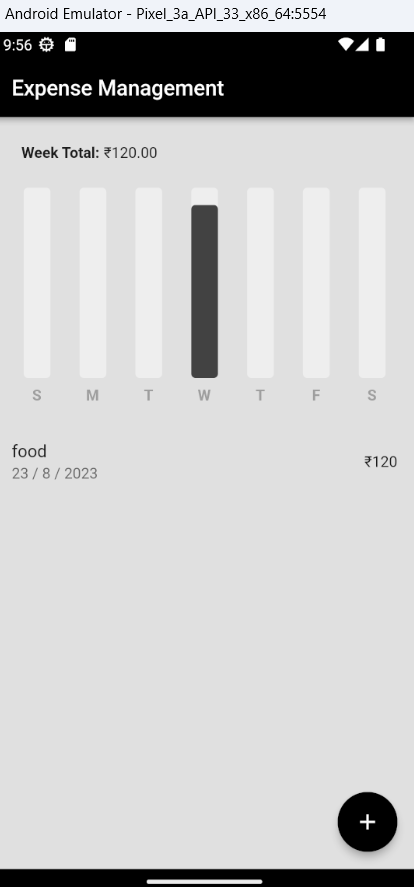 Android Emulator - Pixel_3a_API_33_x86_64:5554
9:56
Expense Management
Week Total: ₹120.00
S M T W T F S
food
₹120
23 / 8 / 2023
+